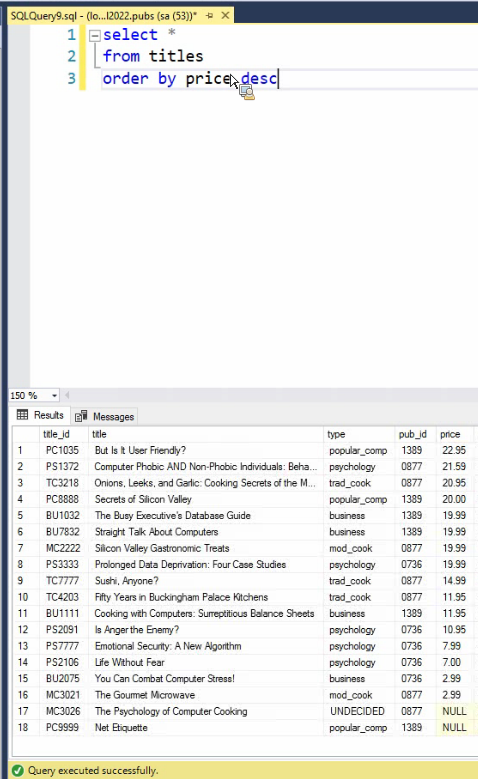 SQLQuery9.sql - (lo...l2022.pubs (sa (53))*
1 select *
2 from titles
3 order by price desc
150 %
Results Messages
title_id title type pub_id price
1 PC1035 But Is It User Friendly? popular_comp 1389 22.95
2 PS1372 Computer Phobic AND Non-Phobic Individuals: Beha... psychology 0877 21.59
3 TC3218 Onions, Leeks, and Garlic: Cooking Secrets of the M... trad_cook 0877 20.95
4 PC8888 Secrets of Silicon Valley popular_comp 1389 20.00
5 BU1032 The Busy Executive's Database Guide business 1389 19.99
6 BU7832 Straight Talk About Computers business 1389 19.99
7 MC2222 Silicon Valley Gastronomic Treats mod_cook 0877 19.99
8 PS3333 Prolonged Data Deprivation: Four Case Studies psychology 0736 19.99
9 TC7777 Sushi, Anyone? trad_cook 0877 14.99
10 TC4203 Fifty Years in Buckingham Palace Kitchens trad_cook 0877 11.95
11 BU1111 Cooking with Computers: Surreptitious Balance Sheets business 1389 11.95
12 PS2091 Is Anger the Enemy? psychology 0736 10.95
13 PS7777 Emotional Security: A New Algorithm psychology 0736 7.99
14 PS2106 Life Without Fear psychology 0736 7.00
15 BU2075 You Can Combat Computer Stress! business 0736 2.99
16 MC3021 The Gourmet Microwave mod_cook 0877 2.99
17 MC3026 The Psychology of Computer Cooking UNDECIDED 0877 NULL
18 PC9999 Net Etiquette popular_comp 1389 NULL
Query executed successfully.